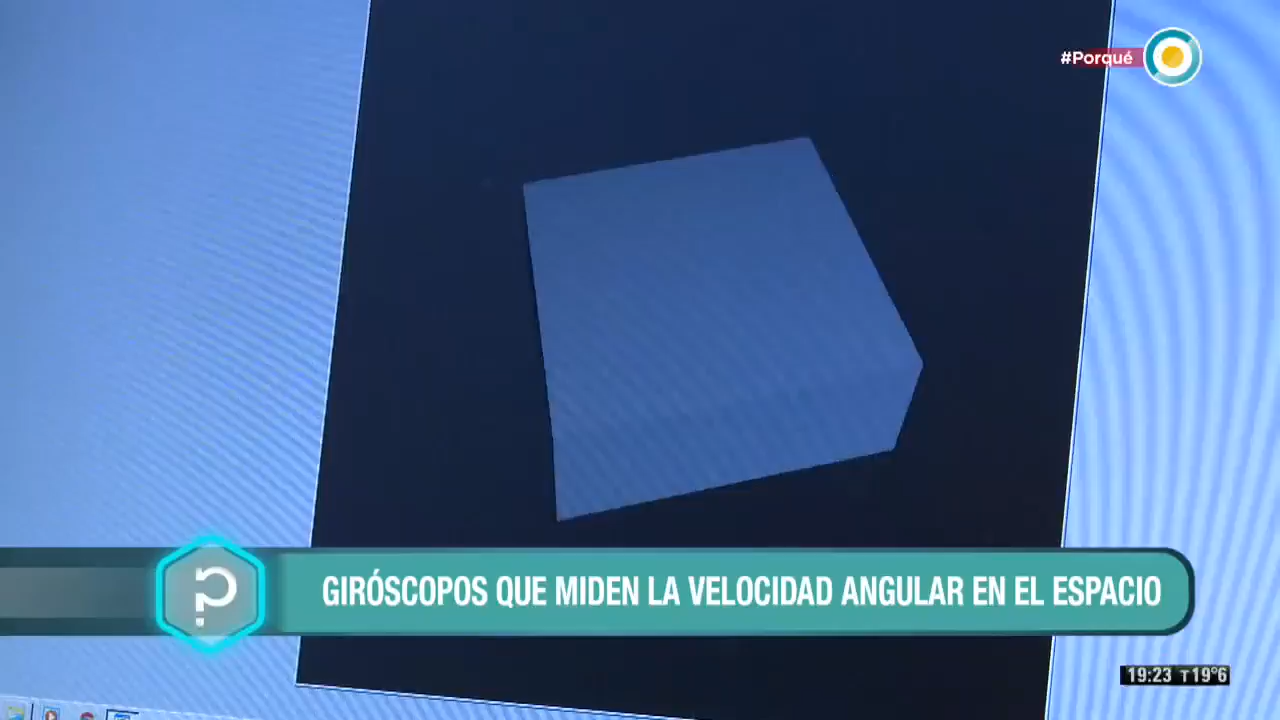 #Porqué
GIRÓSCOPOS QUE MIDEN LA VELOCIDAD ANGULAR EN EL ESPACIO
19:23 T19°6